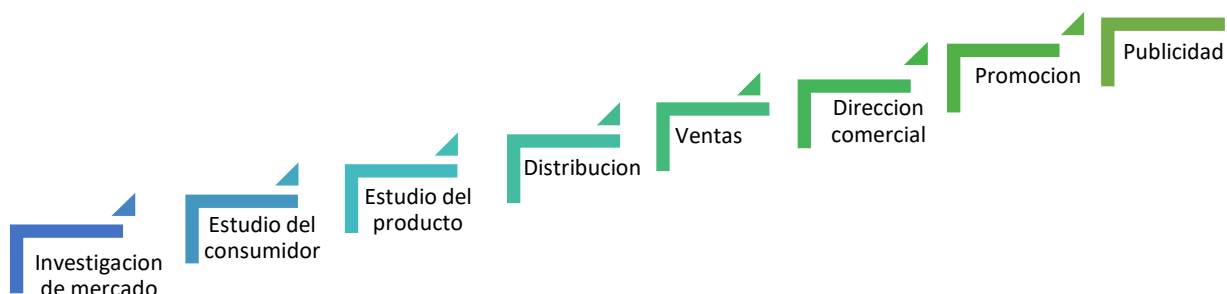 Investigacion
de mercado
Estudio del
consumidor
Estudio del
producto
Distribucion
Ventas
Direccion
comercial
Promocion
Publicidad